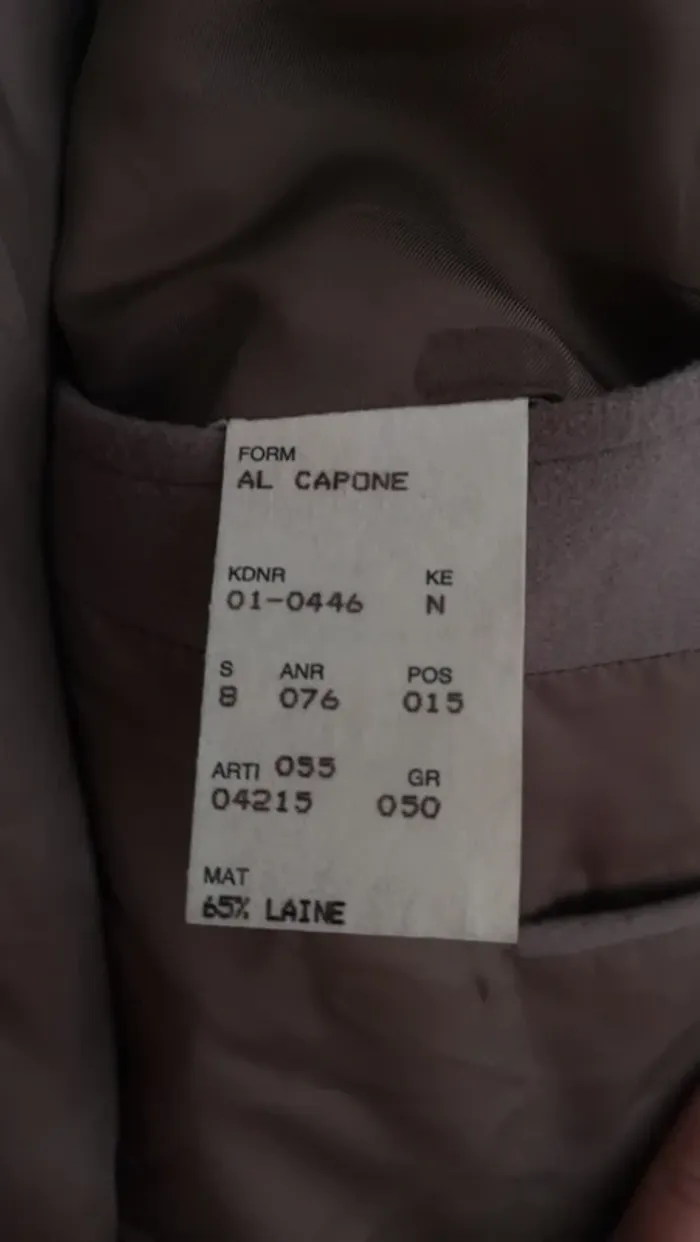 FORM
AL CAPONE
KDNR KE
01-0446 N
S ANR POS
8 076 015
ARTI 055 GR
04215 050
MAT
65% LAINE